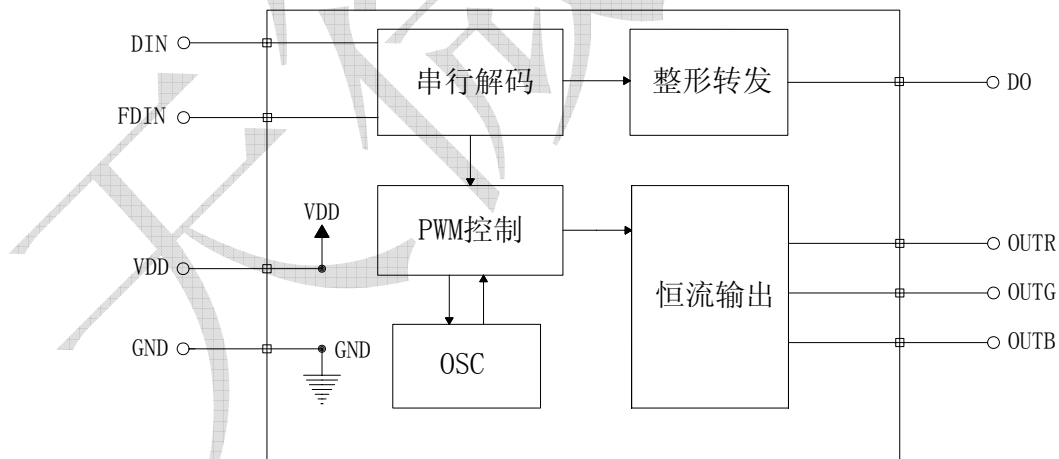 DIN
串行解码
整形转发
DO
FDIN
VDD
PWM控制
OUTR
VDD
恒流输出
OUTG
GND
GND
OSC
OUTB